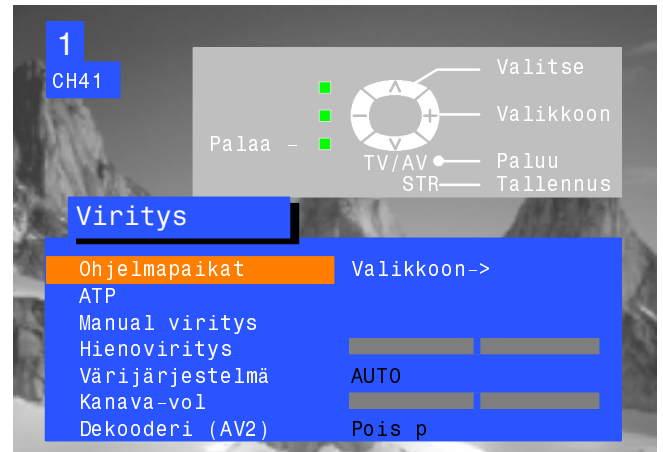 1
CH41
Valitse
Valikkoon
Palaa -
TV/AV Paluu
STR Tallennus
Viritys
Ohjelmapaikat Valikkoon->
ATP
Manual viritys
Hienoviritys
Värijärjestelmä AUTO
Kanava-vol
Dekooderi (AV2) Pois p